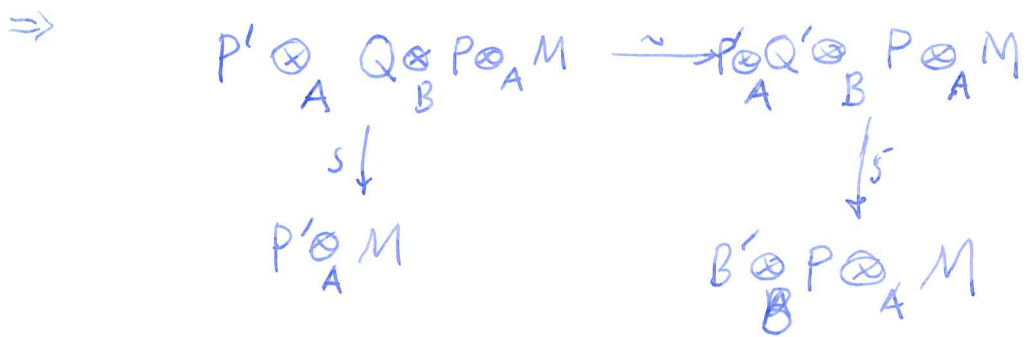 ⇒ P' ⊗_A Q ⊗_B P ⊗_A M ⥲ P' ⊗_A Q' ⊗_B P ⊗_A M
P' ⊗_A M
B' ⊗_B P ⊗_A M